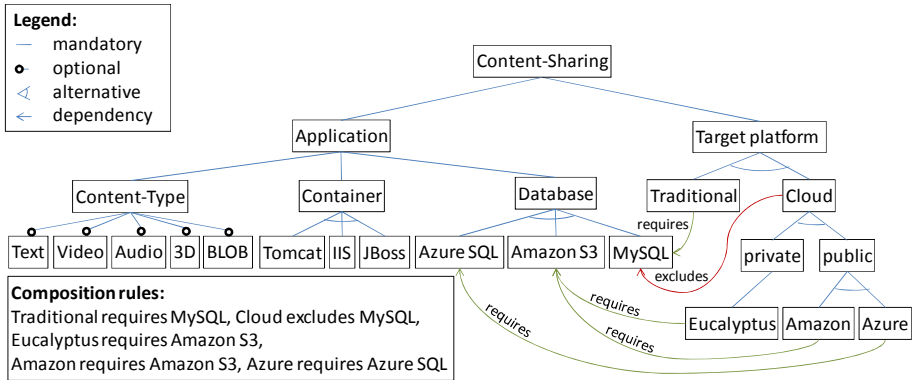 Legend:
mandatory
optional
alternative
dependency
Content-Sharing
Application
Target platform
Content-Type
Container
Database
Traditional
Cloud
requires
Text
Video
Audio
3D
BLOB
Tomcat
IIS
JBoss
Azure SQL
Amazon S3
MySQL
excludes
private
public
requires
requires
requires
Eucalyptus
Amazon
Azure
Composition rules:
Traditional requires MySQL, Cloud excludes MySQL,
Eucalyptus requires Amazon S3,
Amazon requires Amazon S3, Azure requires Azure SQL